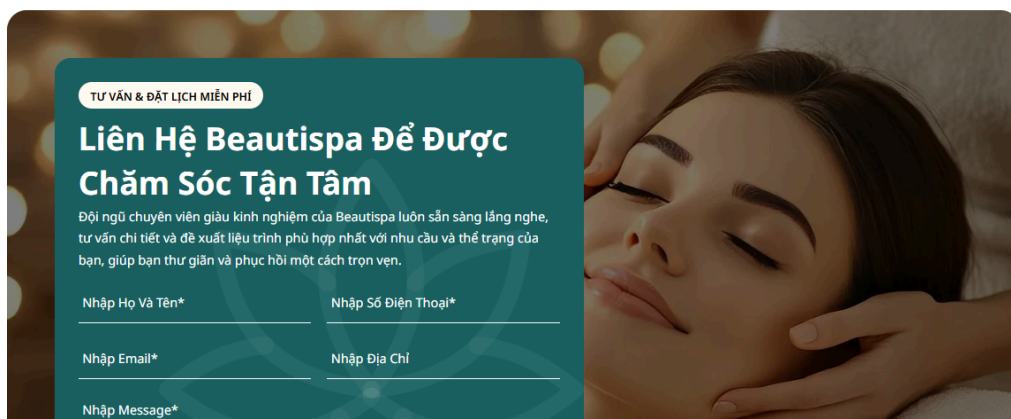 TƯ VẤN & ĐẶT LỊCH MIỄN PHÍ
Liên Hệ Beautispa Để Được
Chăm Sóc Tận Tâm
Đội ngũ chuyên viên giàu kinh nghiệm của Beautispa luôn sẵn sàng lắng nghe,
tư vấn chi tiết và đề xuất liệu trình phù hợp nhất với nhu cầu và thể trạng của
bạn, giúp bạn thư giãn và phục hồi một cách trọn vẹn.
Nhập Họ Và Tên* Nhập Số Điện Thoại*
Nhập Email* Nhập Địa Chỉ
Nhập Message*